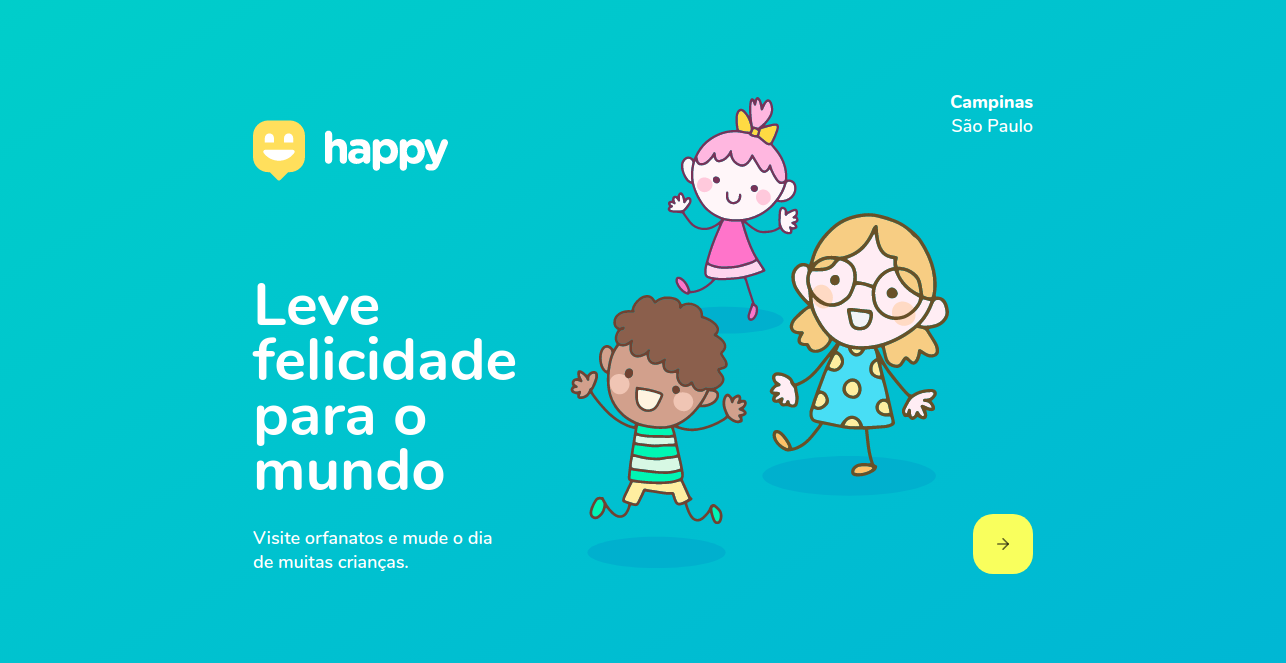 happy
Campinas
São Paulo
Leve
felicidade
para o
mundo
Visite orfanatos e mude o dia
de muitas crianças.